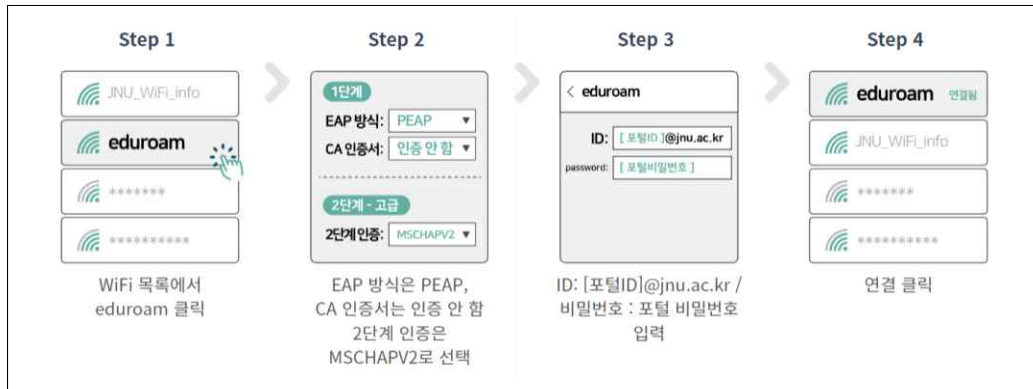 Step 1
JNU_WiFi_info
eduroam
*******
**********
WiFi 목록에서
eduroam 클릭
Step 2
1단계
EAP 방식: PEAP
CA 인증서: 인증 안 함
2단계 - 고급
2단계 인증: MSCHAPV2
EAP 방식은 PEAP,
CA 인증서는 인증 안 함
2단계 인증은
MSCHAPV2로 선택
Step 3
< eduroam
ID: [ 포털ID ]@jnu.ac.kr
password: [ 포털비밀번호 ]
ID: [포털ID]@jnu.ac.kr /
비밀번호 : 포털 비밀번호
입력
Step 4
eduroam 연결됨
JNU_WiFi_info
*******
**********
연결 클릭